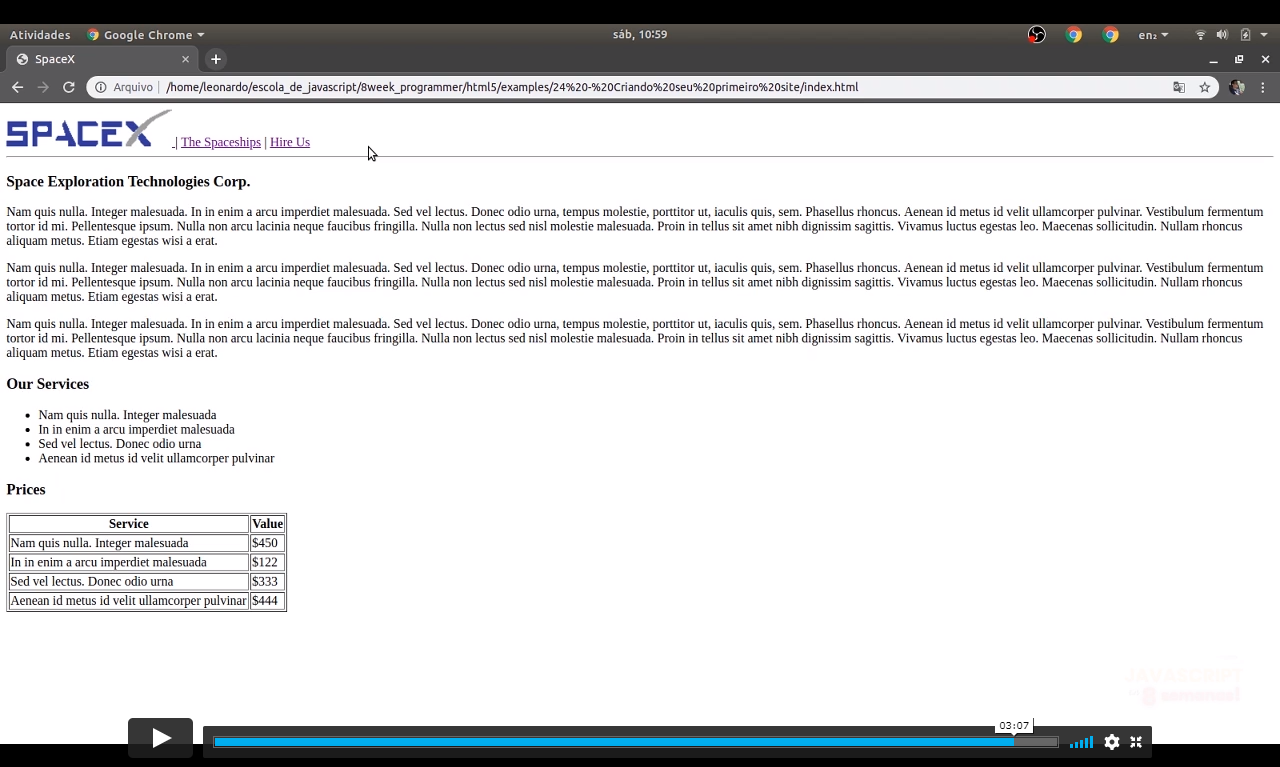 Atividades Google Chrome sáb, 10:59 en₂
SpaceX
Arquivo /home/leonardo/escola_de_javascript/8week_programmer/html5/examples/24%20-%20Criando%20seu%20primeiro%20site/index.html
SPACEX | The Spaceships | Hire Us
Space Exploration Technologies Corp.
Nam quis nulla. Integer malesuada. In in enim a arcu imperdiet malesuada. Sed vel lectus. Donec odio urna, tempus molestie, porttitor ut, iaculis quis, sem. Phasellus rhoncus. Aenean id metus id velit ullamcorper pulvinar. Vestibulum fermentum
tortor id mi. Pellentesque ipsum. Nulla non arcu lacinia neque faucibus fringilla. Nulla non lectus sed nisl molestie malesuada. Proin in tellus sit amet nibh dignissim sagittis. Vivamus luctus egestas leo. Maecenas sollicitudin. Nullam rhoncus
aliquam metus. Etiam egestas wisi a erat.
Nam quis nulla. Integer malesuada. In in enim a arcu imperdiet malesuada. Sed vel lectus. Donec odio urna, tempus molestie, porttitor ut, iaculis quis, sem. Phasellus rhoncus. Aenean id metus id velit ullamcorper pulvinar. Vestibulum fermentum
tortor id mi. Pellentesque ipsum. Nulla non arcu lacinia neque faucibus fringilla. Nulla non lectus sed nisl molestie malesuada. Proin in tellus sit amet nibh dignissim sagittis. Vivamus luctus egestas leo. Maecenas sollicitudin. Nullam rhoncus
aliquam metus. Etiam egestas wisi a erat.
Nam quis nulla. Integer malesuada. In in enim a arcu imperdiet malesuada. Sed vel lectus. Donec odio urna, tempus molestie, porttitor ut, iaculis quis, sem. Phasellus rhoncus. Aenean id metus id velit ullamcorper pulvinar. Vestibulum fermentum
tortor id mi. Pellentesque ipsum. Nulla non arcu lacinia neque faucibus fringilla. Nulla non lectus sed nisl molestie malesuada. Proin in tellus sit amet nibh dignissim sagittis. Vivamus luctus egestas leo. Maecenas sollicitudin. Nullam rhoncus
aliquam metus. Etiam egestas wisi a erat.
Our Services
• Nam quis nulla. Integer malesuada
• In in enim a arcu imperdiet malesuada
• Sed vel lectus. Donec odio urna
• Aenean id metus id velit ullamcorper pulvinar
Prices
Service Value
Nam quis nulla. Integer malesuada $450
In in enim a arcu imperdiet malesuada $122
Sed vel lectus. Donec odio urna $333
Aenean id metus id velit ullamcorper pulvinar $444
JAVASCRIPT
03:07